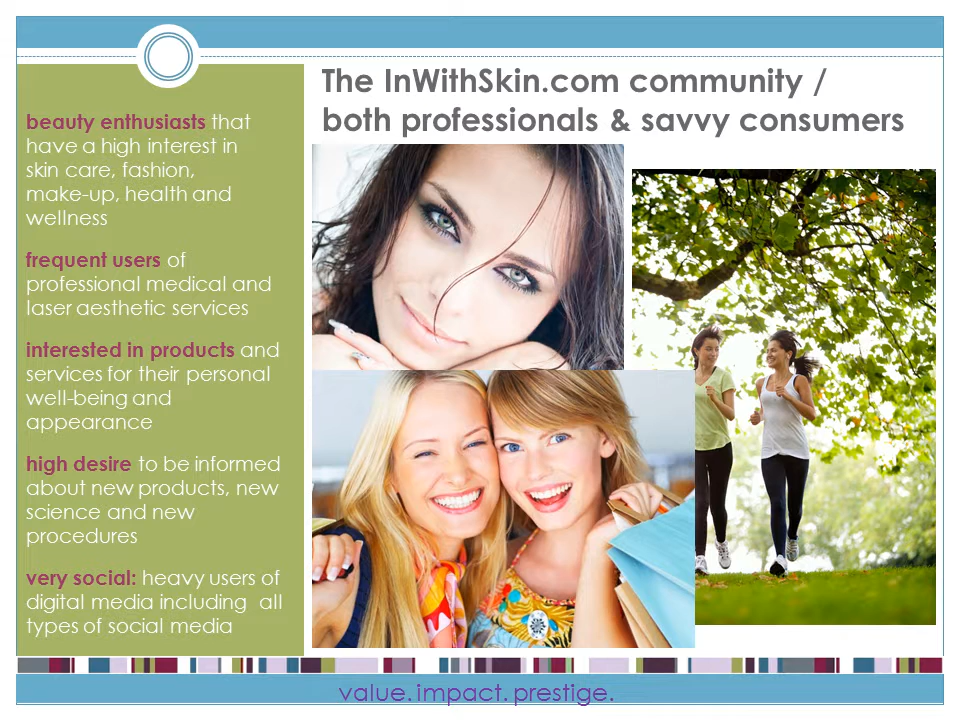 The InWithSkin.com community /
both professionals & savvy consumers
beauty enthusiasts that
have a high interest in
skin care, fashion,
make-up, health and
wellness
frequent users of
professional medical and
laser aesthetic services
interested in products and
services for their personal
well-being and
appearance
high desire to be informed
about new products, new
science and new
procedures
very social: heavy users of
digital media including  all
types of social media
value. impact. prestige.